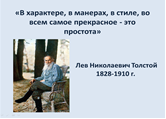 «В характере, в манерах, в стиле, во
всем самое прекрасное - это
простота»
Лев Николаевич Толстой
1828-1910 г.